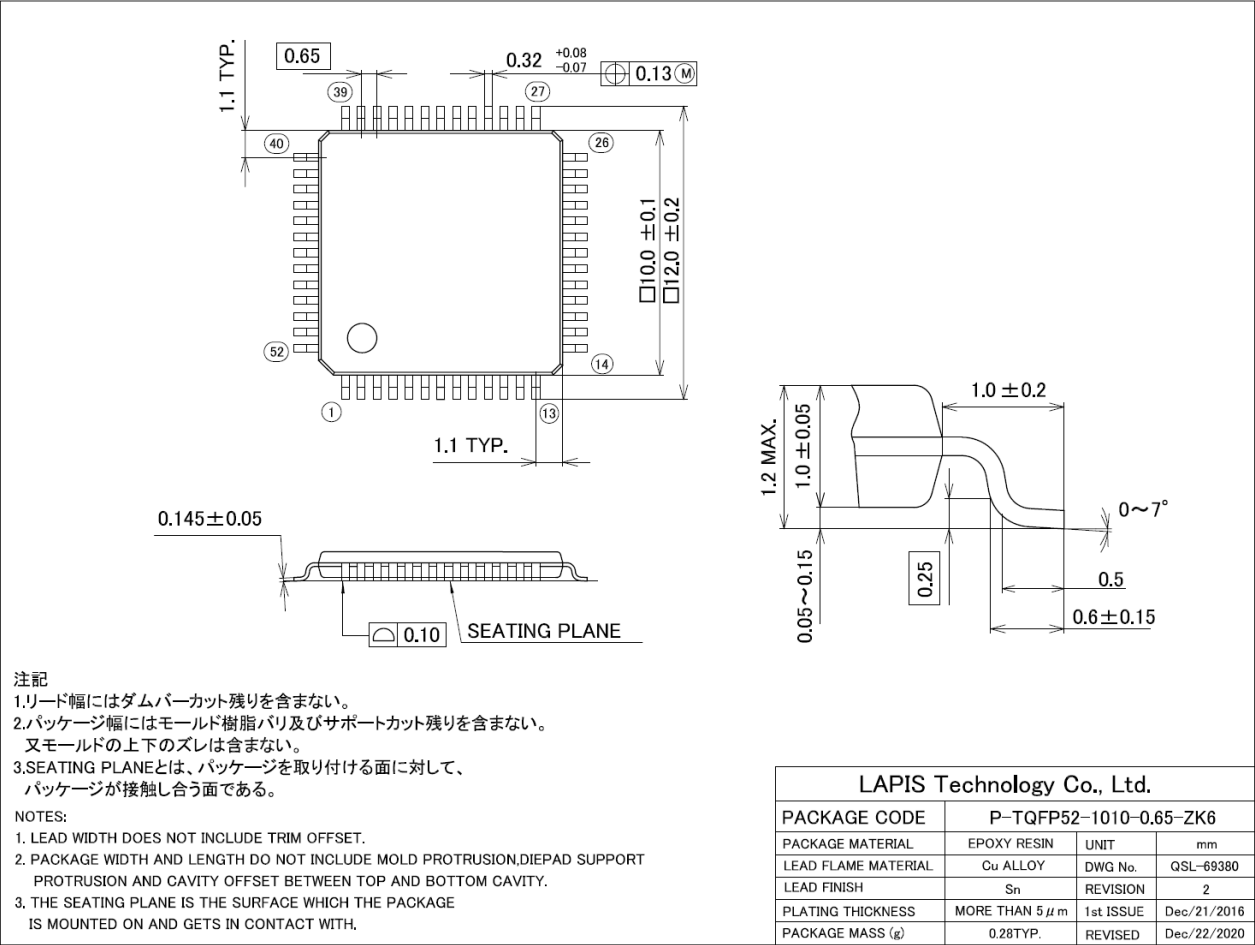 1.1 TYP.
0.65
0.32 +0.08 −0.07
⌖ 0.13 Ⓜ
39
27
40
26
□10.0 ±0.1
□12.0 ±0.2
52
14
1
13
1.1 TYP.
1.0 ±0.2
1.2 MAX.
1.0 ±0.05
0~7°
0.145±0.05
0.05~0.15
0.25
0.5
0.6±0.15
0.10
SEATING PLANE
注記
1.リード幅にはダムバーカット残りを含まない。
2.パッケージ幅にはモールド樹脂バリ及びサポートカット残りを含まない。
又モールドの上下のズレは含まない。
3.SEATING PLANEとは、パッケージを取り付ける面に対して、
パッケージが接触し合う面である。
NOTES:
1. LEAD WIDTH DOES NOT INCLUDE TRIM OFFSET.
2. PACKAGE WIDTH AND LENGTH DO NOT INCLUDE MOLD PROTRUSION,DIEPAD SUPPORT
PROTRUSION AND CAVITY OFFSET BETWEEN TOP AND BOTTOM CAVITY.
3. THE SEATING PLANE IS THE SURFACE WHICH THE PACKAGE
IS MOUNTED ON AND GETS IN CONTACT WITH.
LAPIS Technology Co., Ltd.
PACKAGE CODE P-TQFP52-1010-0.65-ZK6
PACKAGE MATERIAL EPOXY RESIN UNIT mm
LEAD FLAME MATERIAL Cu ALLOY DWG No. QSL-69380
LEAD FINISH Sn REVISION 2
PLATING THICKNESS MORE THAN 5μm 1st ISSUE Dec/21/2016
PACKAGE MASS (g) 0.28TYP. REVISED Dec/22/2020